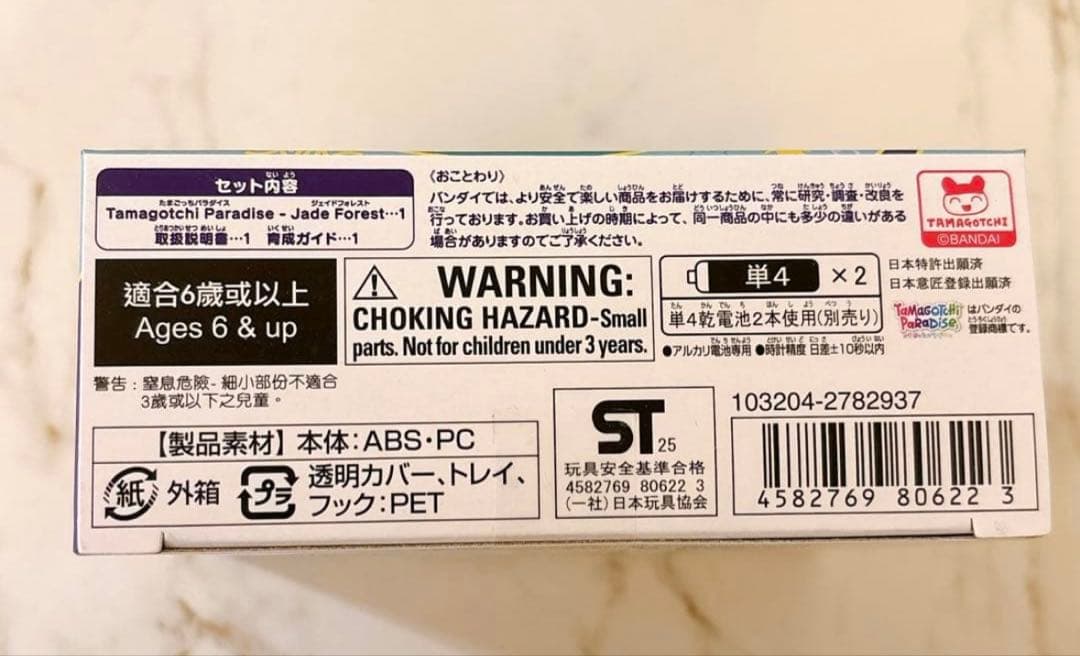 セット内容
Tamagotchi Paradise - Jade Forest…1
取扱説明書…1 育成ガイド…1
〈おことわり〉
バンダイでは、より安全で楽しい商品をお届けするために、常に研究・調査・改良を
行っております。お買い上げの時期によって、同一商品の中にも多少の違いがある
場合がありますのでご了承ください。
TAMAGOTCHI
©BANDAI
適合6歲或以上
Ages 6 & up
警告：窒息危險- 細小部份不適合
3歲或以下之兒童。
WARNING:
CHOKING HAZARD-Small
parts. Not for children under 3 years.
単4 ×2
単4乾電池2本使用(別売り)
●アルカリ電池専用 ●時計精度 日差±10秒以内
日本特許出願済
日本意匠登録出願済
TAMAGOTCHI PARADISE はバンダイの
登録商標です。
【製品素材】本体：ABS・PC
紙 外箱 プラ 透明カバー、トレイ、
フック：PET
ST 25
玩具安全基準合格
4582769 80622 3
(一社)日本玩具協会
103204-2782937
4582769 80622 3